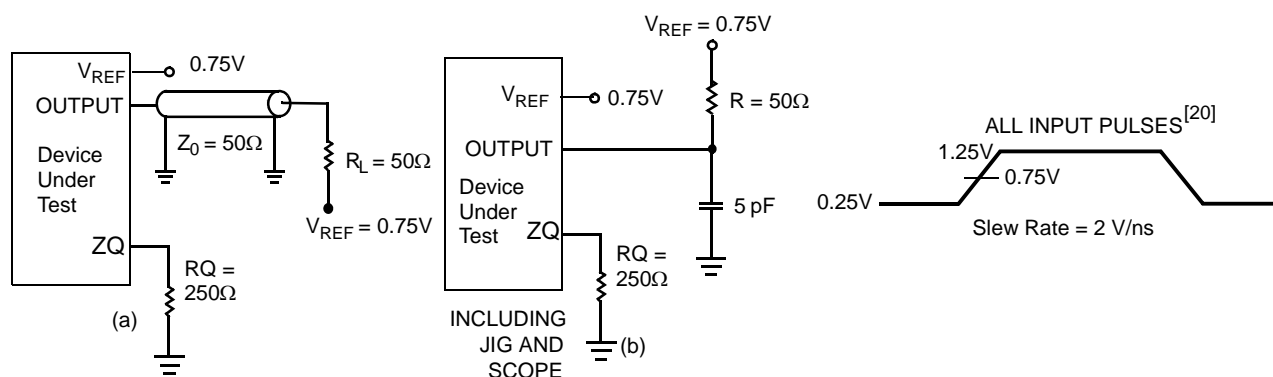 V_REF
0.75V
OUTPUT
Z_0 = 50Ω
Device
Under
Test
R_L = 50Ω
V_REF = 0.75V
ZQ
RQ =
250Ω
(a)
V_REF = 0.75V
V_REF
0.75V
R = 50Ω
OUTPUT
Device
Under
Test
5 pF
ZQ
RQ =
250Ω
INCLUDING
JIG AND
SCOPE
(b)
ALL INPUT PULSES[20]
1.25V
0.75V
0.25V
Slew Rate = 2 V/ns